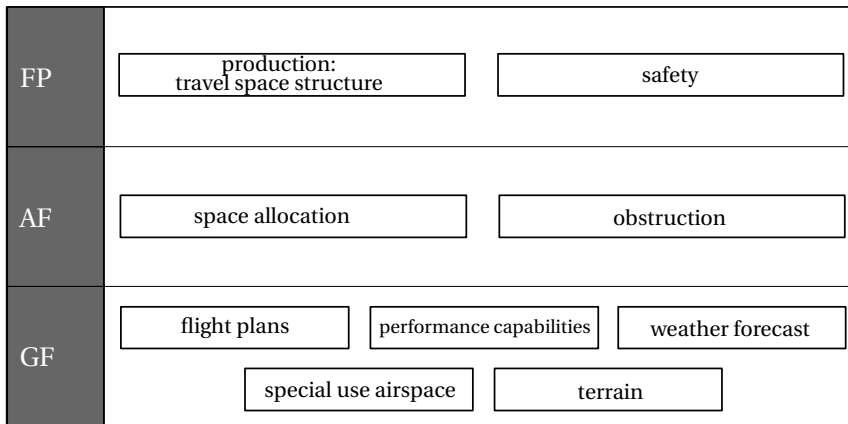 FP
production:
travel space structure
safety
AF
space allocation
obstruction
GF
flight plans
performance capabilities
weather forecast
special use airspace
terrain